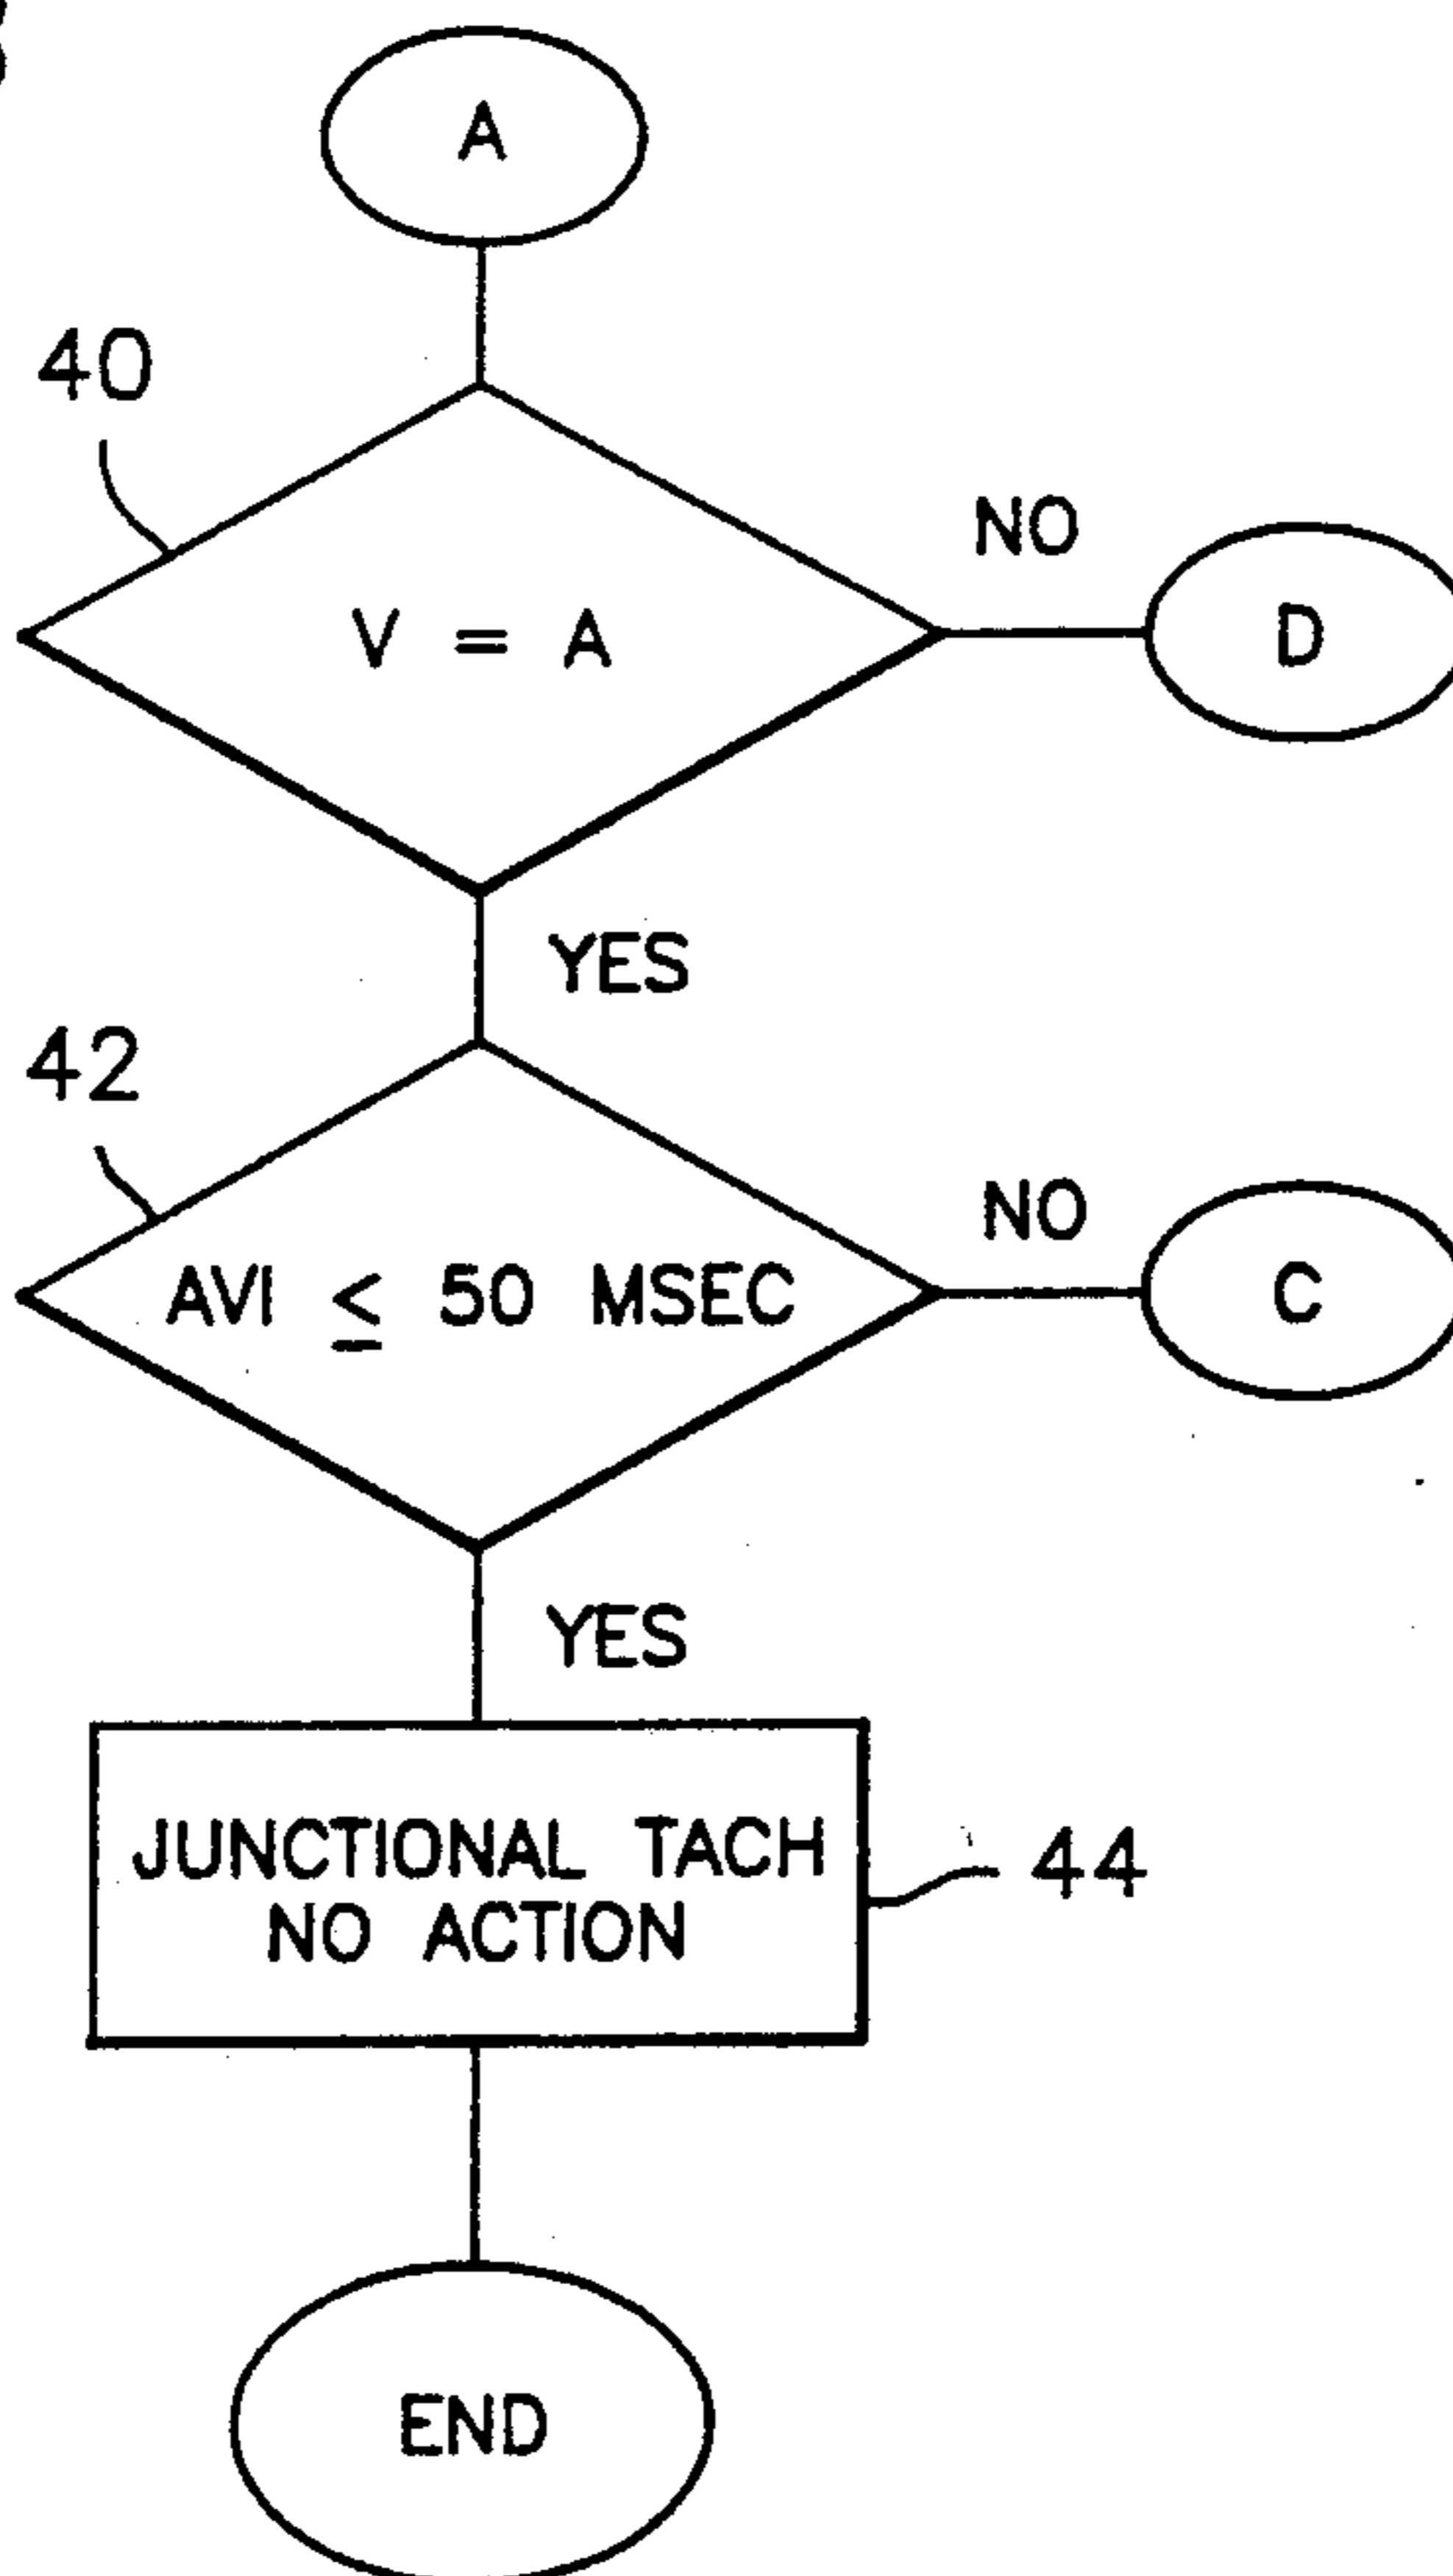 A
40
NO
V = A
D
YES
42
NO
AVI ≤ 50 MSEC
C
YES
JUNCTIONAL TACH
NO ACTION
44
END